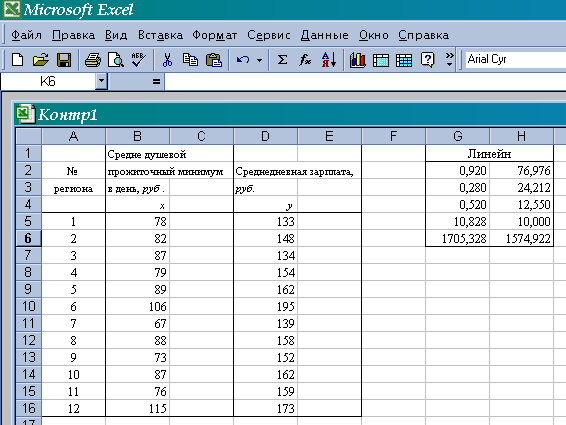 Microsoft Excel
Файл Правка Вид Вставка Формат Сервис Данные Окно Справка
Arial Cyr
K6 =
Контр1
A B C D E F G H
1 Средне душевой Линейн
2 № прожиточный минимум Среднедневная зарплата, 0,920 76,976
3 региона в день, руб. руб. 0,280 24,212
4 x y 0,520 12,550
5 1 78 133 10,828 10,000
6 2 82 148 1705,328 1574,922
7 3 87 134
8 4 79 154
9 5 89 162
10 6 106 195
11 7 67 139
12 8 88 158
13 9 73 152
14 10 87 162
15 11 76 159
16 12 115 173
17